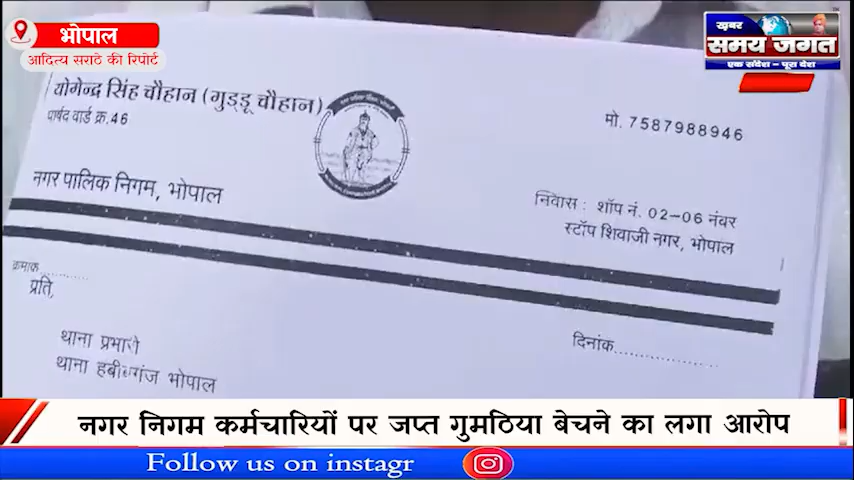 भोपाल
आदित्य सराठे की रिपोर्ट
ख़बर
समय जगत
एक संदेश - पूरा देश
योगेन्द्र सिंह चौहान (गुड्डू चौहान)
पार्षद वार्ड क्र.46
मो. 7587988946
नगर पालिक निगम, भोपाल
निवास : शॉप नं. 02-06 नंबर
स्टॉप शिवाजी नगर, भोपाल
क्रमाक............
प्रति,
दिनांक......................
थाना प्रभारी
थाना हबीबगंज भोपाल
नगर निगम कर्मचारियों पर जप्त गुमठिया बेचने का लगा आरोप
Follow us on instagr